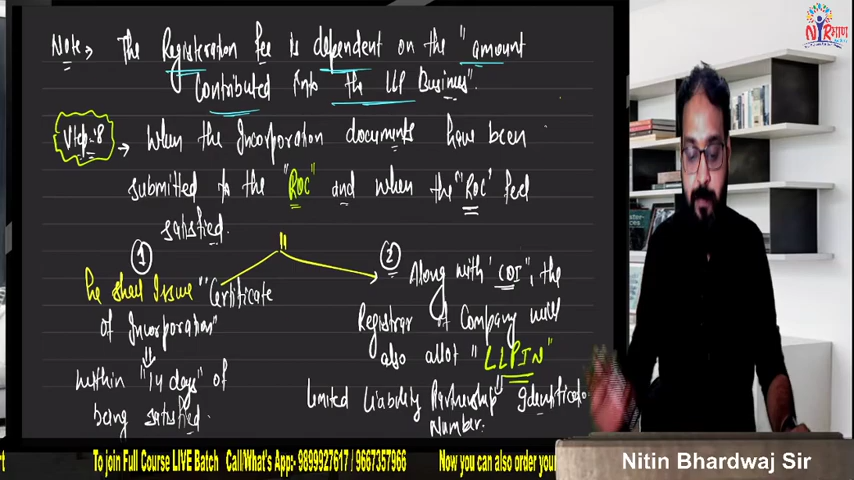 Note → The Registration Fee is dependent on the "amount
Contributed into the LLP Business".
Step:8 → When the Incorporation documents have been
submitted to the "ROC" and when the "ROC" feel
satisfied.
①
he shall Issue "Certificate
of Incorporation"
within "14 days" of
being satisfied.
②
Along with "COI", the
Registrar of Company will
also allot "LLPIN"
Limited Liability Partnership Identificatio
Number.
NIRमाण
To join Full Course LIVE Batch Call/What's App:- 9899927617 / 9667357966 Now you can also order your
Nitin Bhardwaj Sir